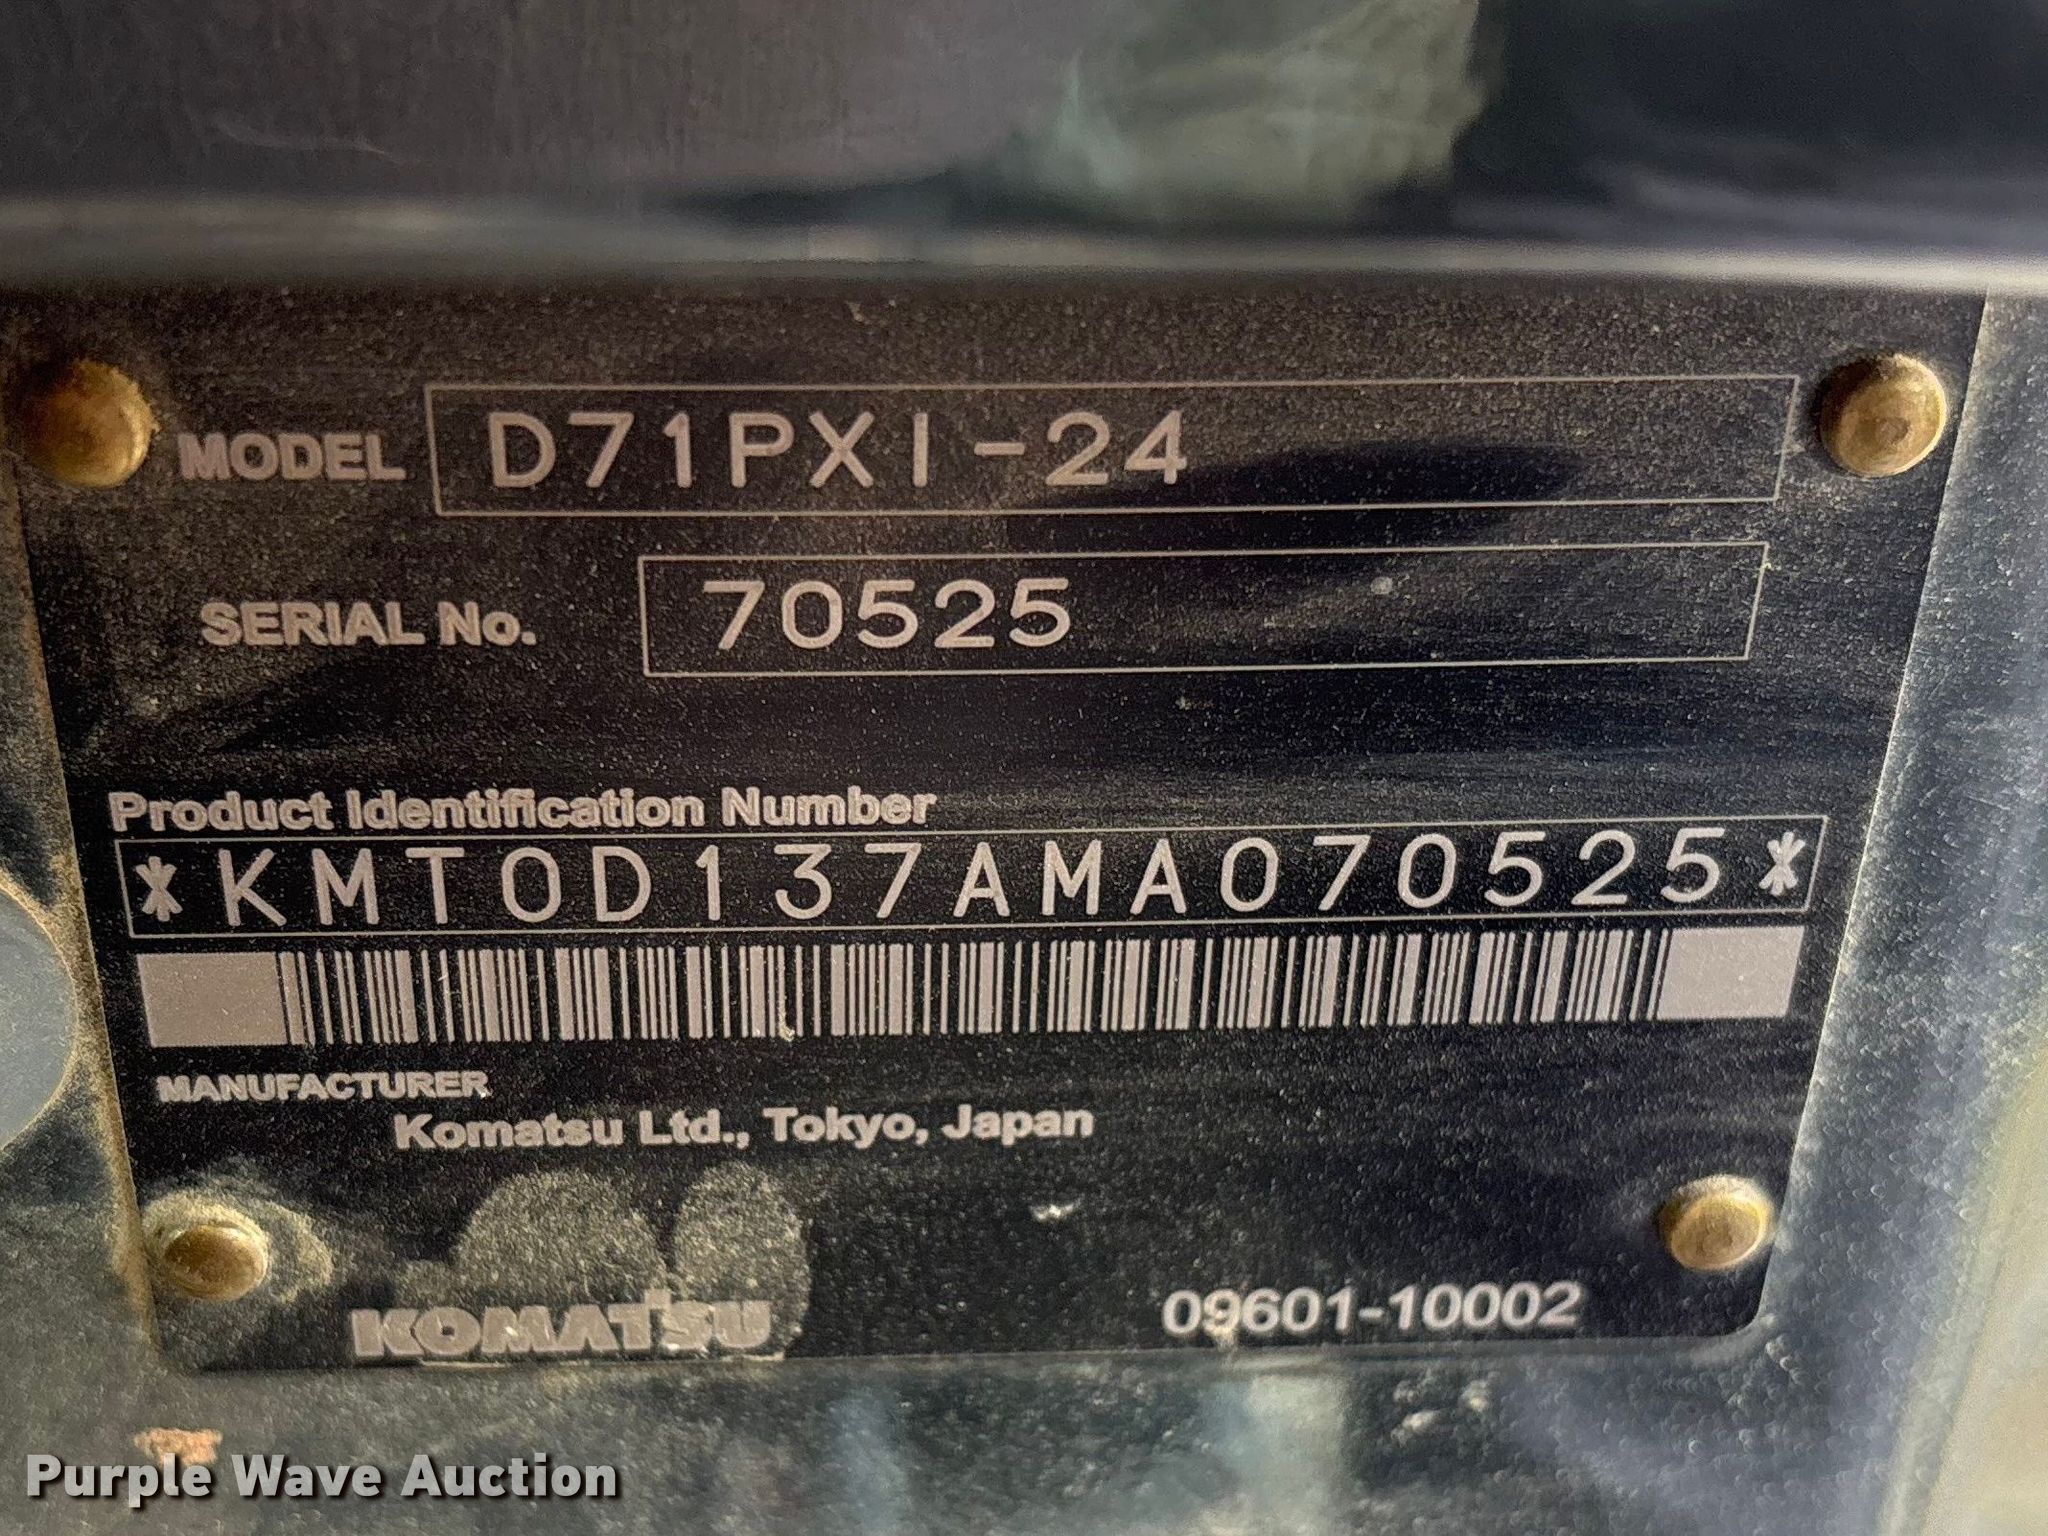 MODEL D71PXI-24
SERIAL No. 70525
Product Identification Number
*KMT0D137AMA070525*
MANUFACTURER
Komatsu Ltd., Tokyo, Japan
KOMATSU 09601-10002
Purple Wave Auction